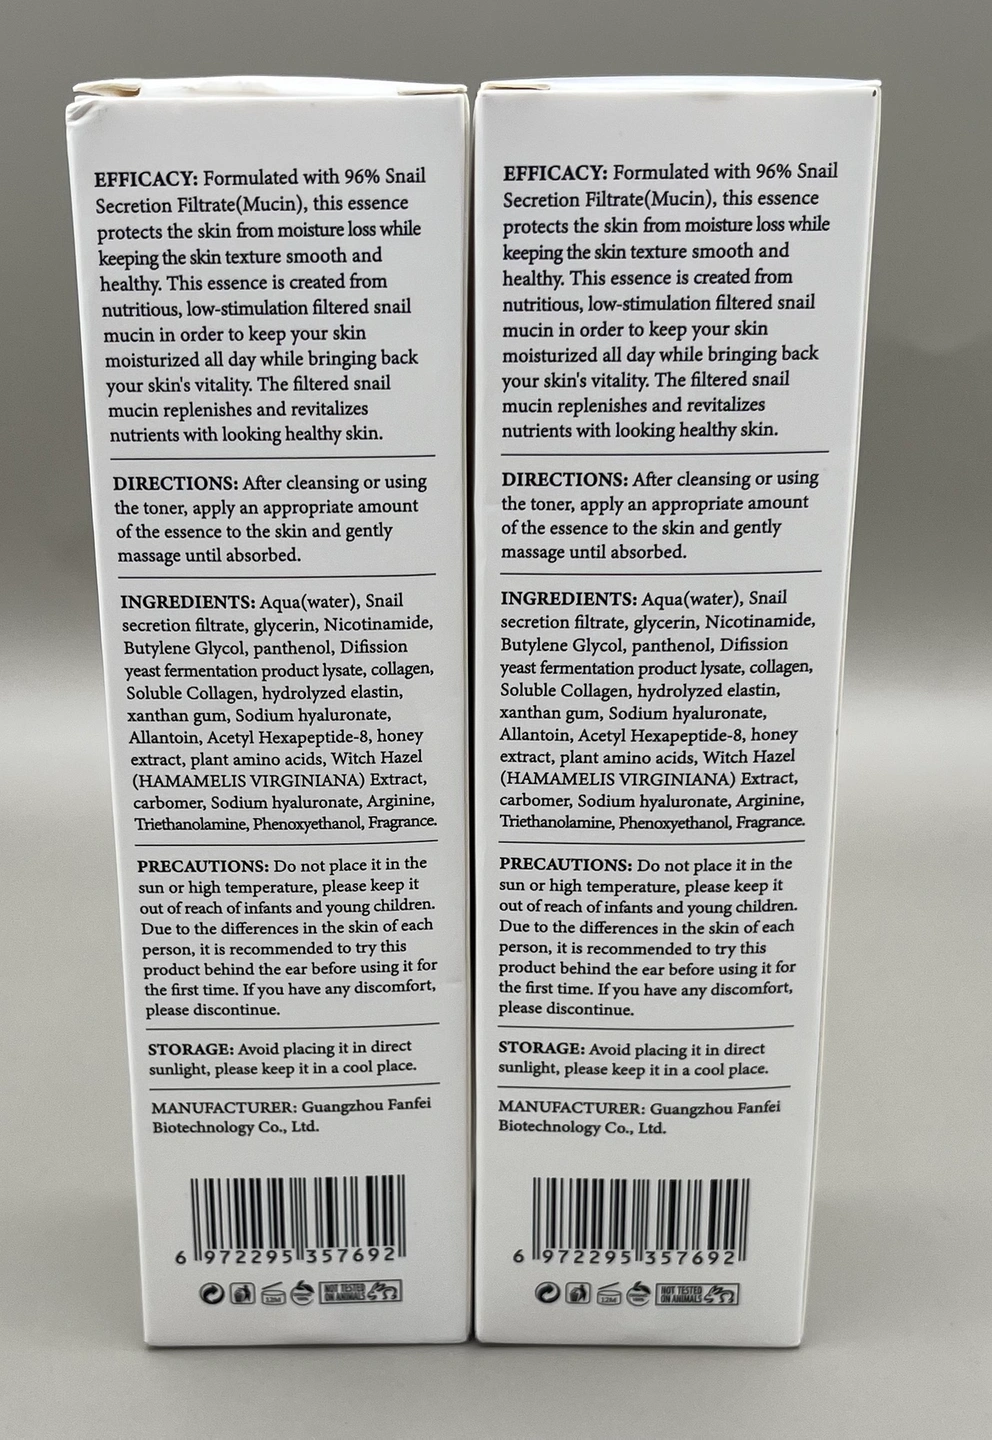 EFFICACY: Formulated with 96% Snail
Secretion Filtrate(Mucin), this essence
protects the skin from moisture loss while
keeping the skin texture smooth and
healthy. This essence is created from
nutritious, low-stimulation filtered snail
mucin in order to keep your skin
moisturized all day while bringing back
your skin's vitality. The filtered snail
mucin replenishes and revitalizes
nutrients with looking healthy skin.
DIRECTIONS: After cleansing or using
the toner, apply an appropriate amount
of the essence to the skin and gently
massage until absorbed.
INGREDIENTS: Aqua(water), Snail
secretion filtrate, glycerin, Nicotinamide,
Butylene Glycol, panthenol, Difission
yeast fermentation product lysate, collagen,
Soluble Collagen, hydrolyzed elastin,
xanthan gum, Sodium hyaluronate,
Allantoin, Acetyl Hexapeptide-8, honey
extract, plant amino acids, Witch Hazel
(HAMAMELIS VIRGINIANA) Extract,
carbomer, Sodium hyaluronate, Arginine,
Triethanolamine, Phenoxyethanol, Fragrance.
PRECAUTIONS: Do not place it in the
sun or high temperature, please keep it
out of reach of infants and young children.
Due to the differences in the skin of each
person, it is recommended to try this
product behind the ear before using it for
the first time. If you have any discomfort,
please discontinue.
STORAGE: Avoid placing it in direct
sunlight, please keep it in a cool place.
MANUFACTURER: Guangzhou Fanfei
Biotechnology Co., Ltd.
6 972295 357692
12M
NOT TESTED
ON ANIMALS
EFFICACY: Formulated with 96% Snail
Secretion Filtrate(Mucin), this essence
protects the skin from moisture loss while
keeping the skin texture smooth and
healthy. This essence is created from
nutritious, low-stimulation filtered snail
mucin in order to keep your skin
moisturized all day while bringing back
your skin's vitality. The filtered snail
mucin replenishes and revitalizes
nutrients with looking healthy skin.
DIRECTIONS: After cleansing or using
the toner, apply an appropriate amount
of the essence to the skin and gently
massage until absorbed.
INGREDIENTS: Aqua(water), Snail
secretion filtrate, glycerin, Nicotinamide,
Butylene Glycol, panthenol, Difission
yeast fermentation product lysate, collagen,
Soluble Collagen, hydrolyzed elastin,
xanthan gum, Sodium hyaluronate,
Allantoin, Acetyl Hexapeptide-8, honey
extract, plant amino acids, Witch Hazel
(HAMAMELIS VIRGINIANA) Extract,
carbomer, Sodium hyaluronate, Arginine,
Triethanolamine, Phenoxyethanol, Fragrance.
PRECAUTIONS: Do not place it in the
sun or high temperature, please keep it
out of reach of infants and young children.
Due to the differences in the skin of each
person, it is recommended to try this
product behind the ear before using it for
the first time. If you have any discomfort,
please discontinue.
STORAGE: Avoid placing it in direct
sunlight, please keep it in a cool place.
MANUFACTURER: Guangzhou Fanfei
Biotechnology Co., Ltd.
6 972295 357692
12M
NOT TESTED
ON ANIMALS